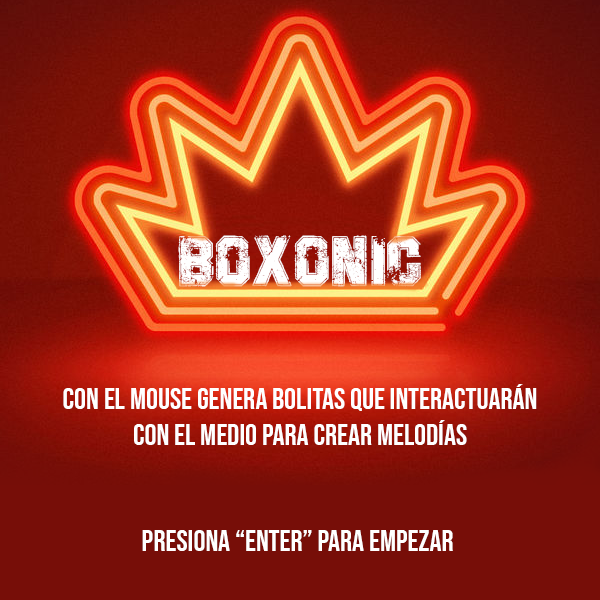 BOXONIC
CON EL MOUSE GENERA BOLITAS QUE INTERACTUARÁN
CON EL MEDIO PARA CREAR MELODÍAS
PRESIONA “ENTER” PARA EMPEZAR